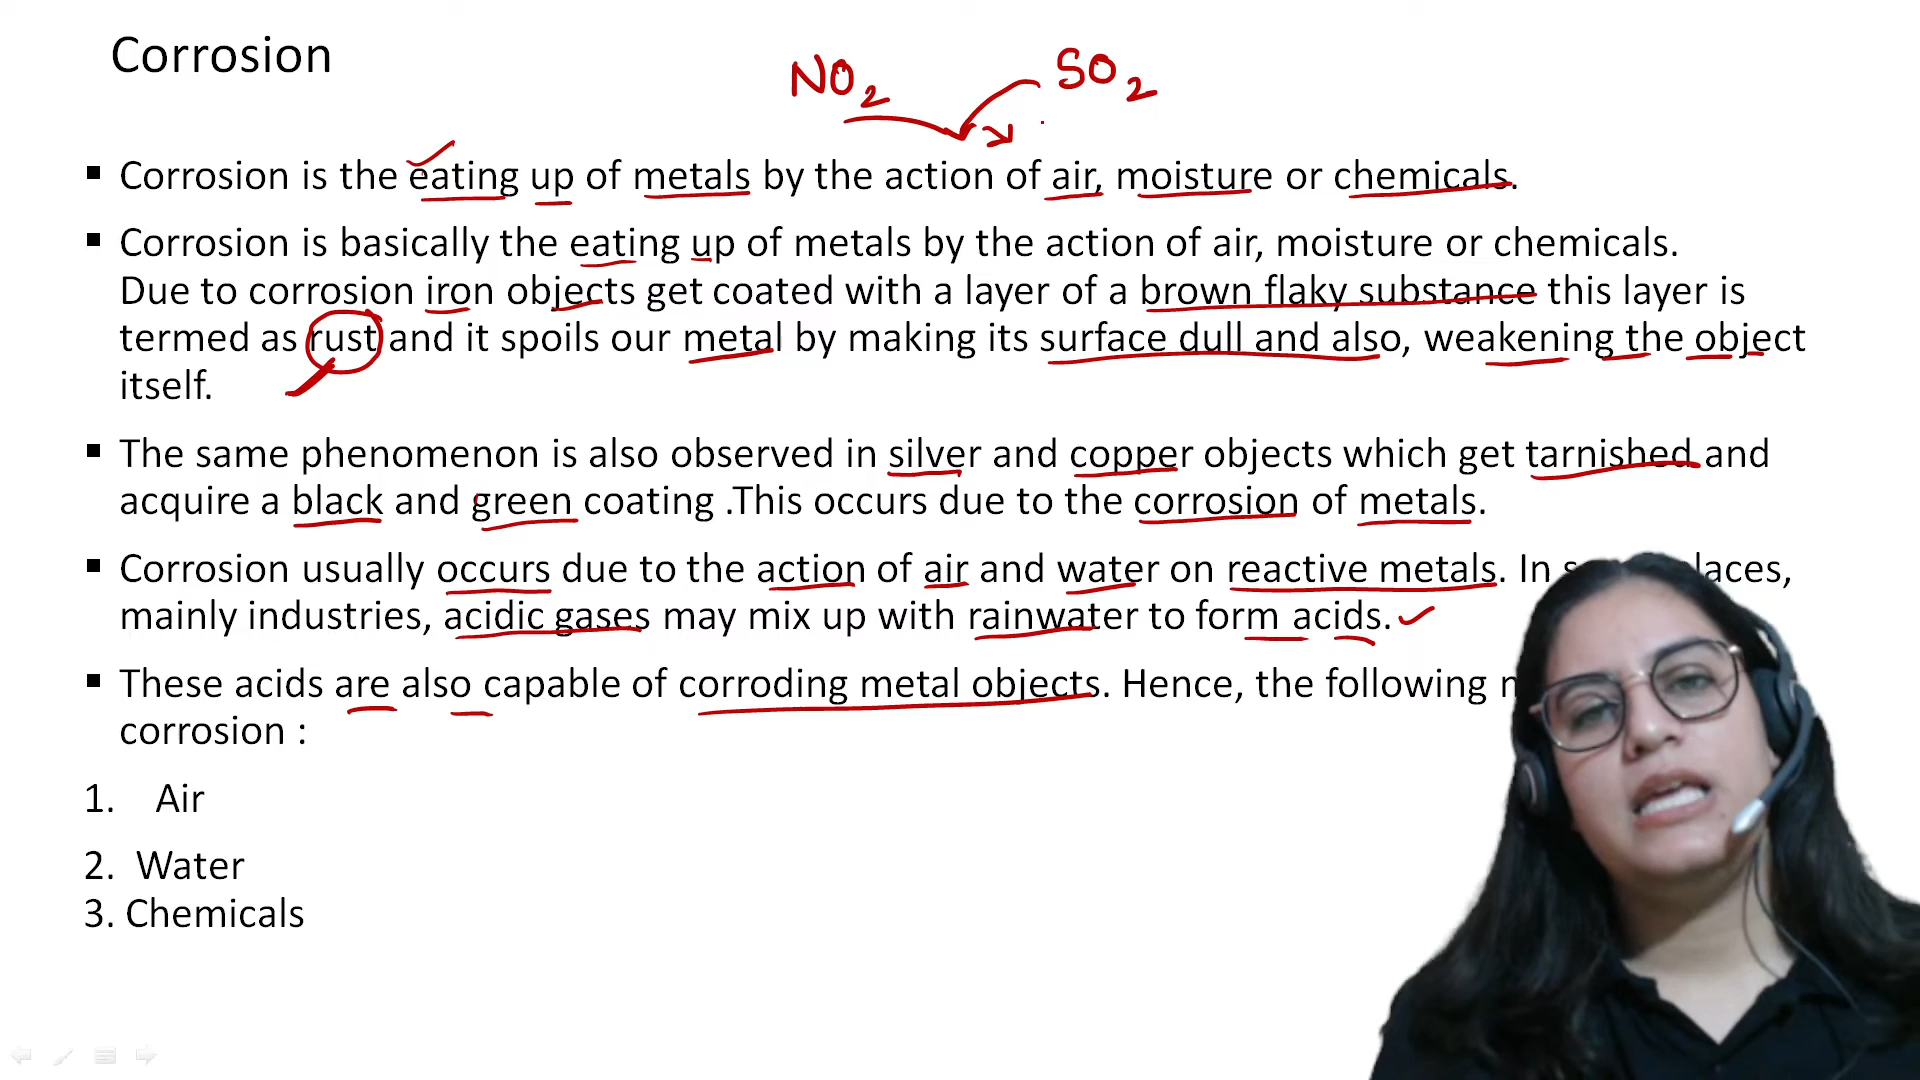 Corrosion
NO2 SO2
▪ Corrosion is the eating up of metals by the action of air, moisture or chemicals.
▪ Corrosion is basically the eating up of metals by the action of air, moisture or chemicals.
Due to corrosion iron objects get coated with a layer of a brown flaky substance this layer is
termed as rust and it spoils our metal by making its surface dull and also, weakening the object
itself.
▪ The same phenomenon is also observed in silver and copper objects which get tarnished and
acquire a black and green coating .This occurs due to the corrosion of metals.
▪ Corrosion usually occurs due to the action of air and water on reactive metals. In
mainly industries, acidic gases may mix up with rainwater to form acids.
▪ These acids are also capable of corroding metal objects. Hence, the following
corrosion :
1. Air
2. Water
3. Chemicals